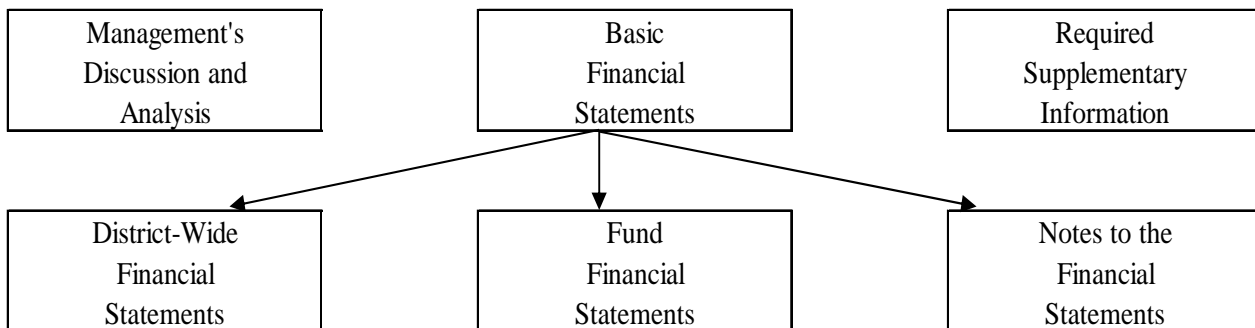 Management's
Discussion and
Analysis
Basic
Financial
Statements
Required
Supplementary
Information
District-Wide
Financial
Statements
Fund
Financial
Statements
Notes to the
Financial
Statements